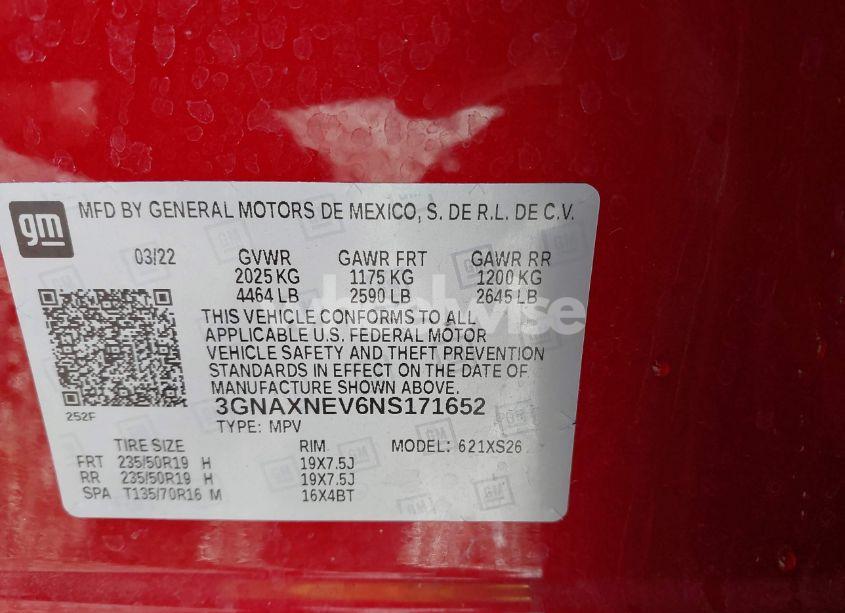 gm MFD BY GENERAL MOTORS DE MEXICO, S. DE R.L. DE C.V.
03/22 GVWR GAWR FRT GAWR RR
2025 KG 1175 KG 1200 KG
4464 LB 2590 LB 2645 LB
THIS VEHICLE CONFORMS TO ALL
APPLICABLE U.S. FEDERAL MOTOR
VEHICLE SAFETY AND THEFT PREVENTION
STANDARDS IN EFFECT ON THE DATE OF
MANUFACTURE SHOWN ABOVE.
252F 3GNAXNEV6NS171652
TYPE: MPV
TIRE SIZE RIM MODEL: 621XS26
FRT 235/50R19 H 19X7.5J
RR 235/50R19 H 19X7.5J
SPA T135/70R16 M 16X4BT